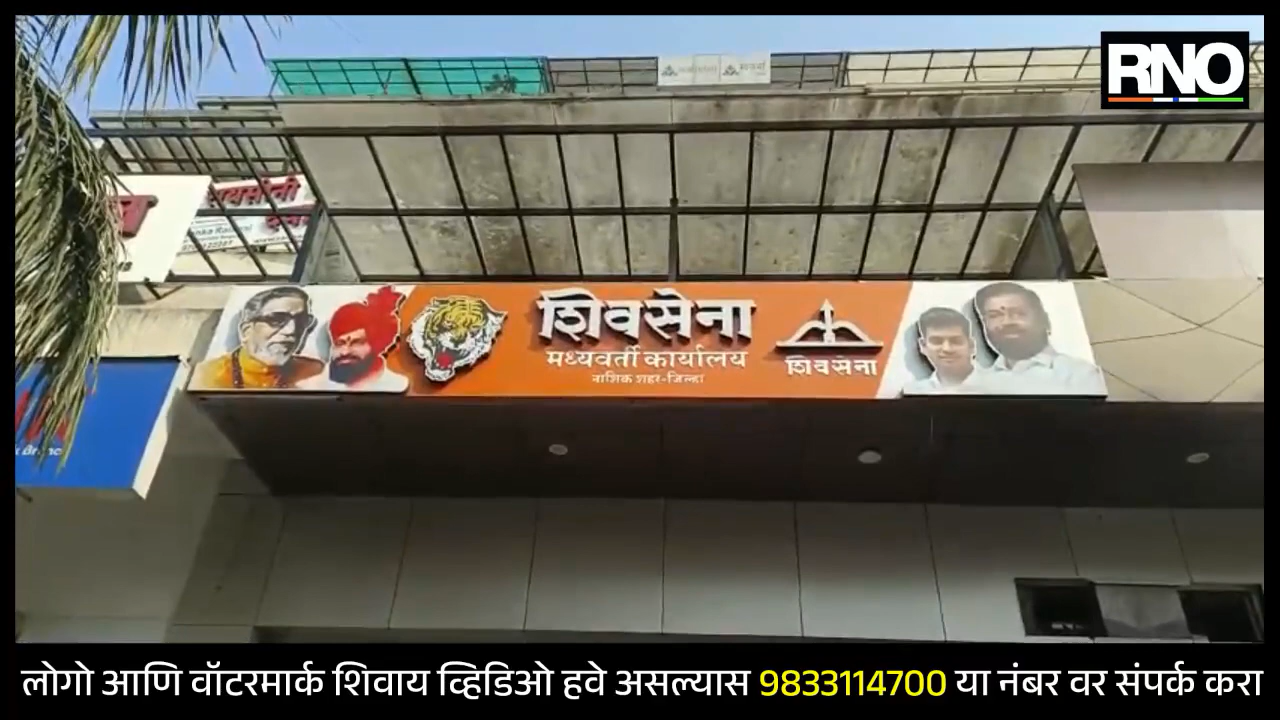 RNO
शिवसेना
मध्यवर्ती कार्यालय
नाशिक शहर-जिल्हा
शिवसेना
लोगो आणि वॉटरमार्क शिवाय व्हिडिओ हवे असल्यास 9833114700 या नंबर वर संपर्क करा